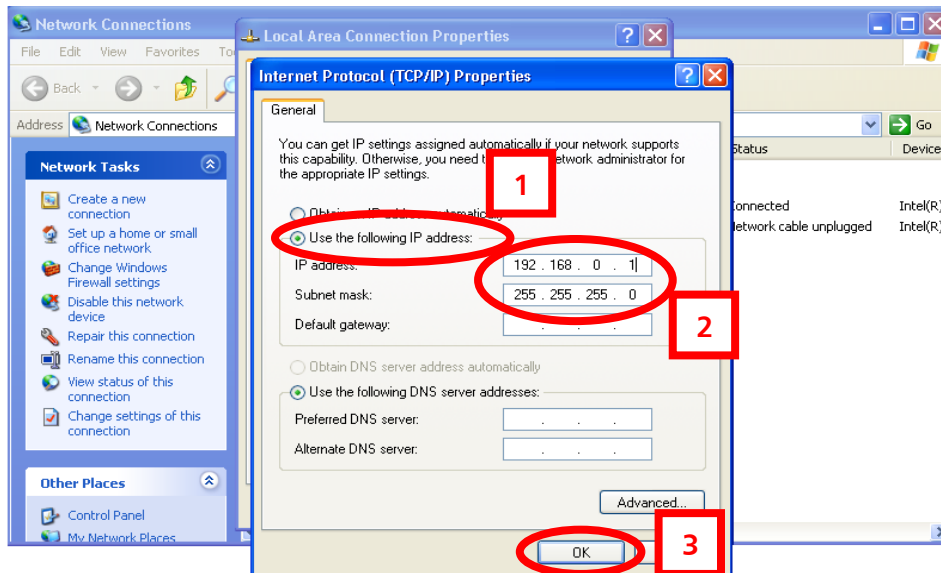 Network Connections
File Edit View Favorites
Back
Address Network Connections
Go
Network Tasks
Create a new
connection
Set up a home or small
office network
Change Windows
Firewall settings
Disable this network
device
Repair this connection
Rename this connection
View status of this
connection
Change settings of this
connection
Other Places
Control Panel
My Network Places
Status Device
Connected Intel(R)
Network cable unplugged Intel(R)
Local Area Connection Properties
Internet Protocol (TCP/IP) Properties
General
You can get IP settings assigned automatically if your network supports
this capability. Otherwise, you need network administrator for
the appropriate IP settings.
1
Obtain IP address automatically
Use the following IP address:
IP address: 192 . 168 . 0 . 1
Subnet mask: 255 . 255 . 255 . 0
Default gateway: . . .
2
Obtain DNS server address automatically
Use the following DNS server addresses:
Preferred DNS server: . . .
Alternate DNS server: . . .
Advanced...
OK
3